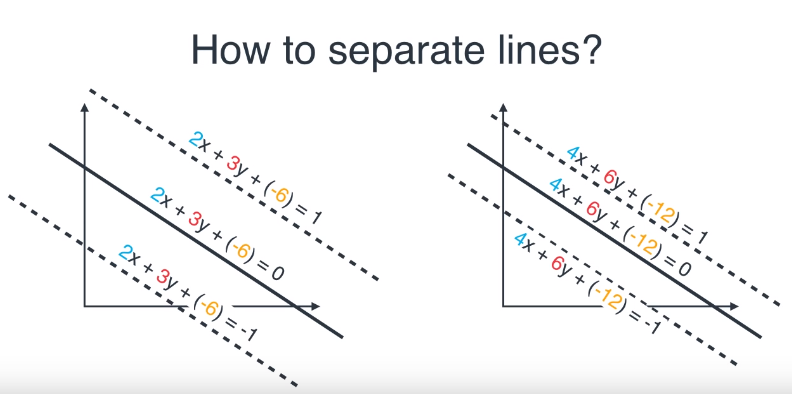 How to separate lines?
2x + 3y + (-6) = 1
2x + 3y + (-6) = 0
2x + 3y + (-6) = -1
4x + 6y + (-12) = 1
4x + 6y + (-12) = 0
4x + 6y + (-12) = -1